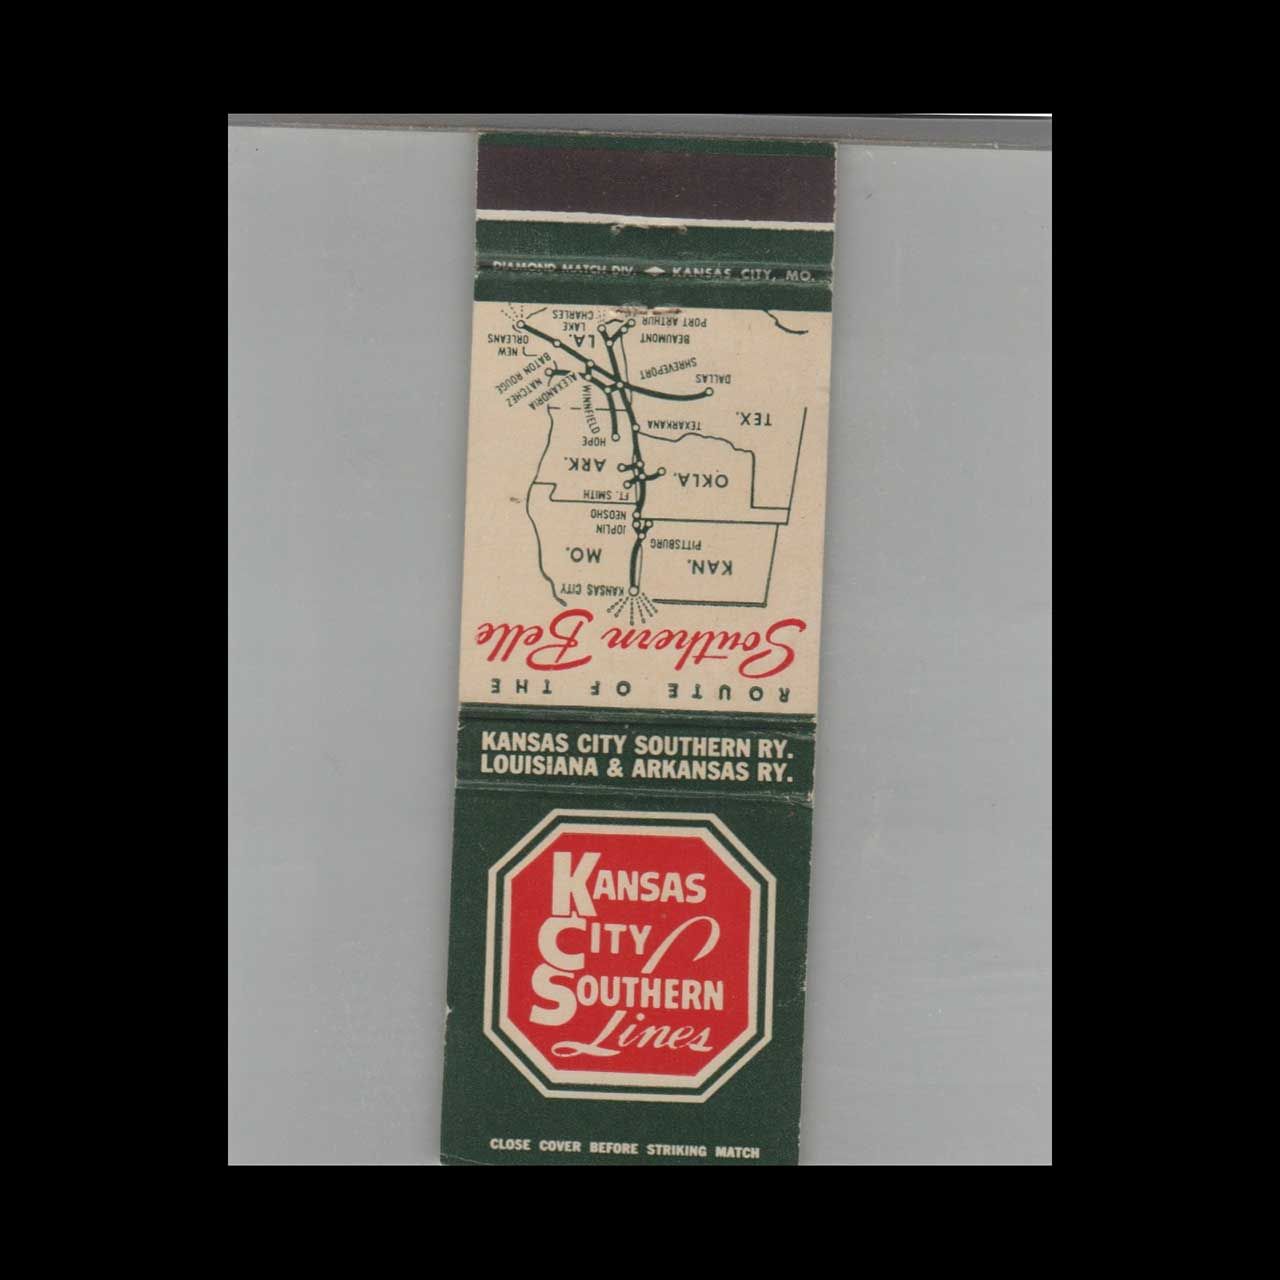 DIAMOND MATCH DIV. KANSAS CITY, MO.
ROUTE OF THE
Southern Belle
KANSAS CITY
KAN.
MO.
PITTSBURG
JOPLIN
NEOSHO
FT. SMITH
OKLA.
ARK.
HOPE
TEXARKANA
WINNFIELD
TEX.
ALEXANDRIA
NATCHEZ
BATON ROUGE
DALLAS
SHREVEPORT
NEW
ORLEANS
LA.
BEAUMONT
LAKE
CHARLES
PORT ARTHUR
KANSAS CITY SOUTHERN RY.
LOUISIANA & ARKANSAS RY.
KANSAS
CITY
SOUTHERN
Lines
CLOSE COVER BEFORE STRIKING MATCH